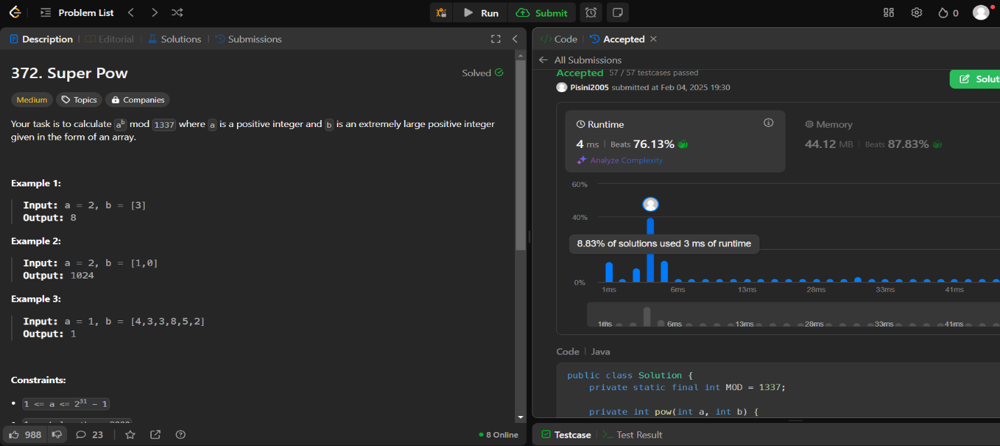 Problem List
Run
Submit
0
Description
Editorial
Solutions
Submissions
372. Super Pow
Solved
Medium
Topics
Companies
Your task is to calculate aᵇ mod 1337 where a is a positive integer and b is an extremely large positive integer
given in the form of an array.
Example 1:
Input: a = 2, b = [3]
Output: 8
Example 2:
Input: a = 2, b = [1,0]
Output: 1024
Example 3:
Input: a = 1, b = [4,3,3,8,5,2]
Output: 1
Constraints:
1 <= a <= 2³¹ - 1
988
23
8 Online
</> Code
Accepted
All Submissions
Accepted 57 / 57 testcases passed
Solut
Pisini2005 submitted at Feb 04, 2025 19:30
Runtime
4 ms | Beats 76.13%
Analyze Complexity
Memory
44.12 MB | Beats 87.83%
60%
40%
8.83% of solutions used 3 ms of runtime
0%
1ms 6ms 13ms 28ms 33ms 41ms
1ms 6ms 13ms 28ms 33ms 41ms
Code | Java
public class Solution {
private static final int MOD = 1337;
private int pow(int a, int b) {
Testcase
Test Result